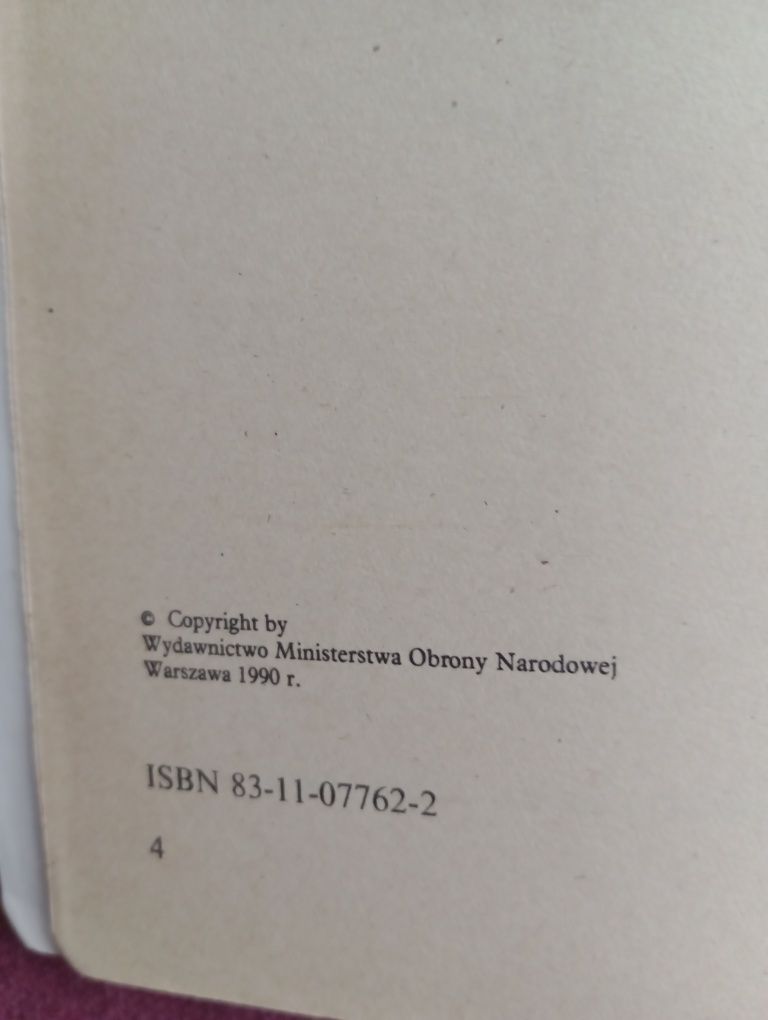 © Copyright by
Wydawnictwo Ministerstwa Obrony Narodowej
Warszawa 1990 r.
ISBN 83-11-07762-2
4